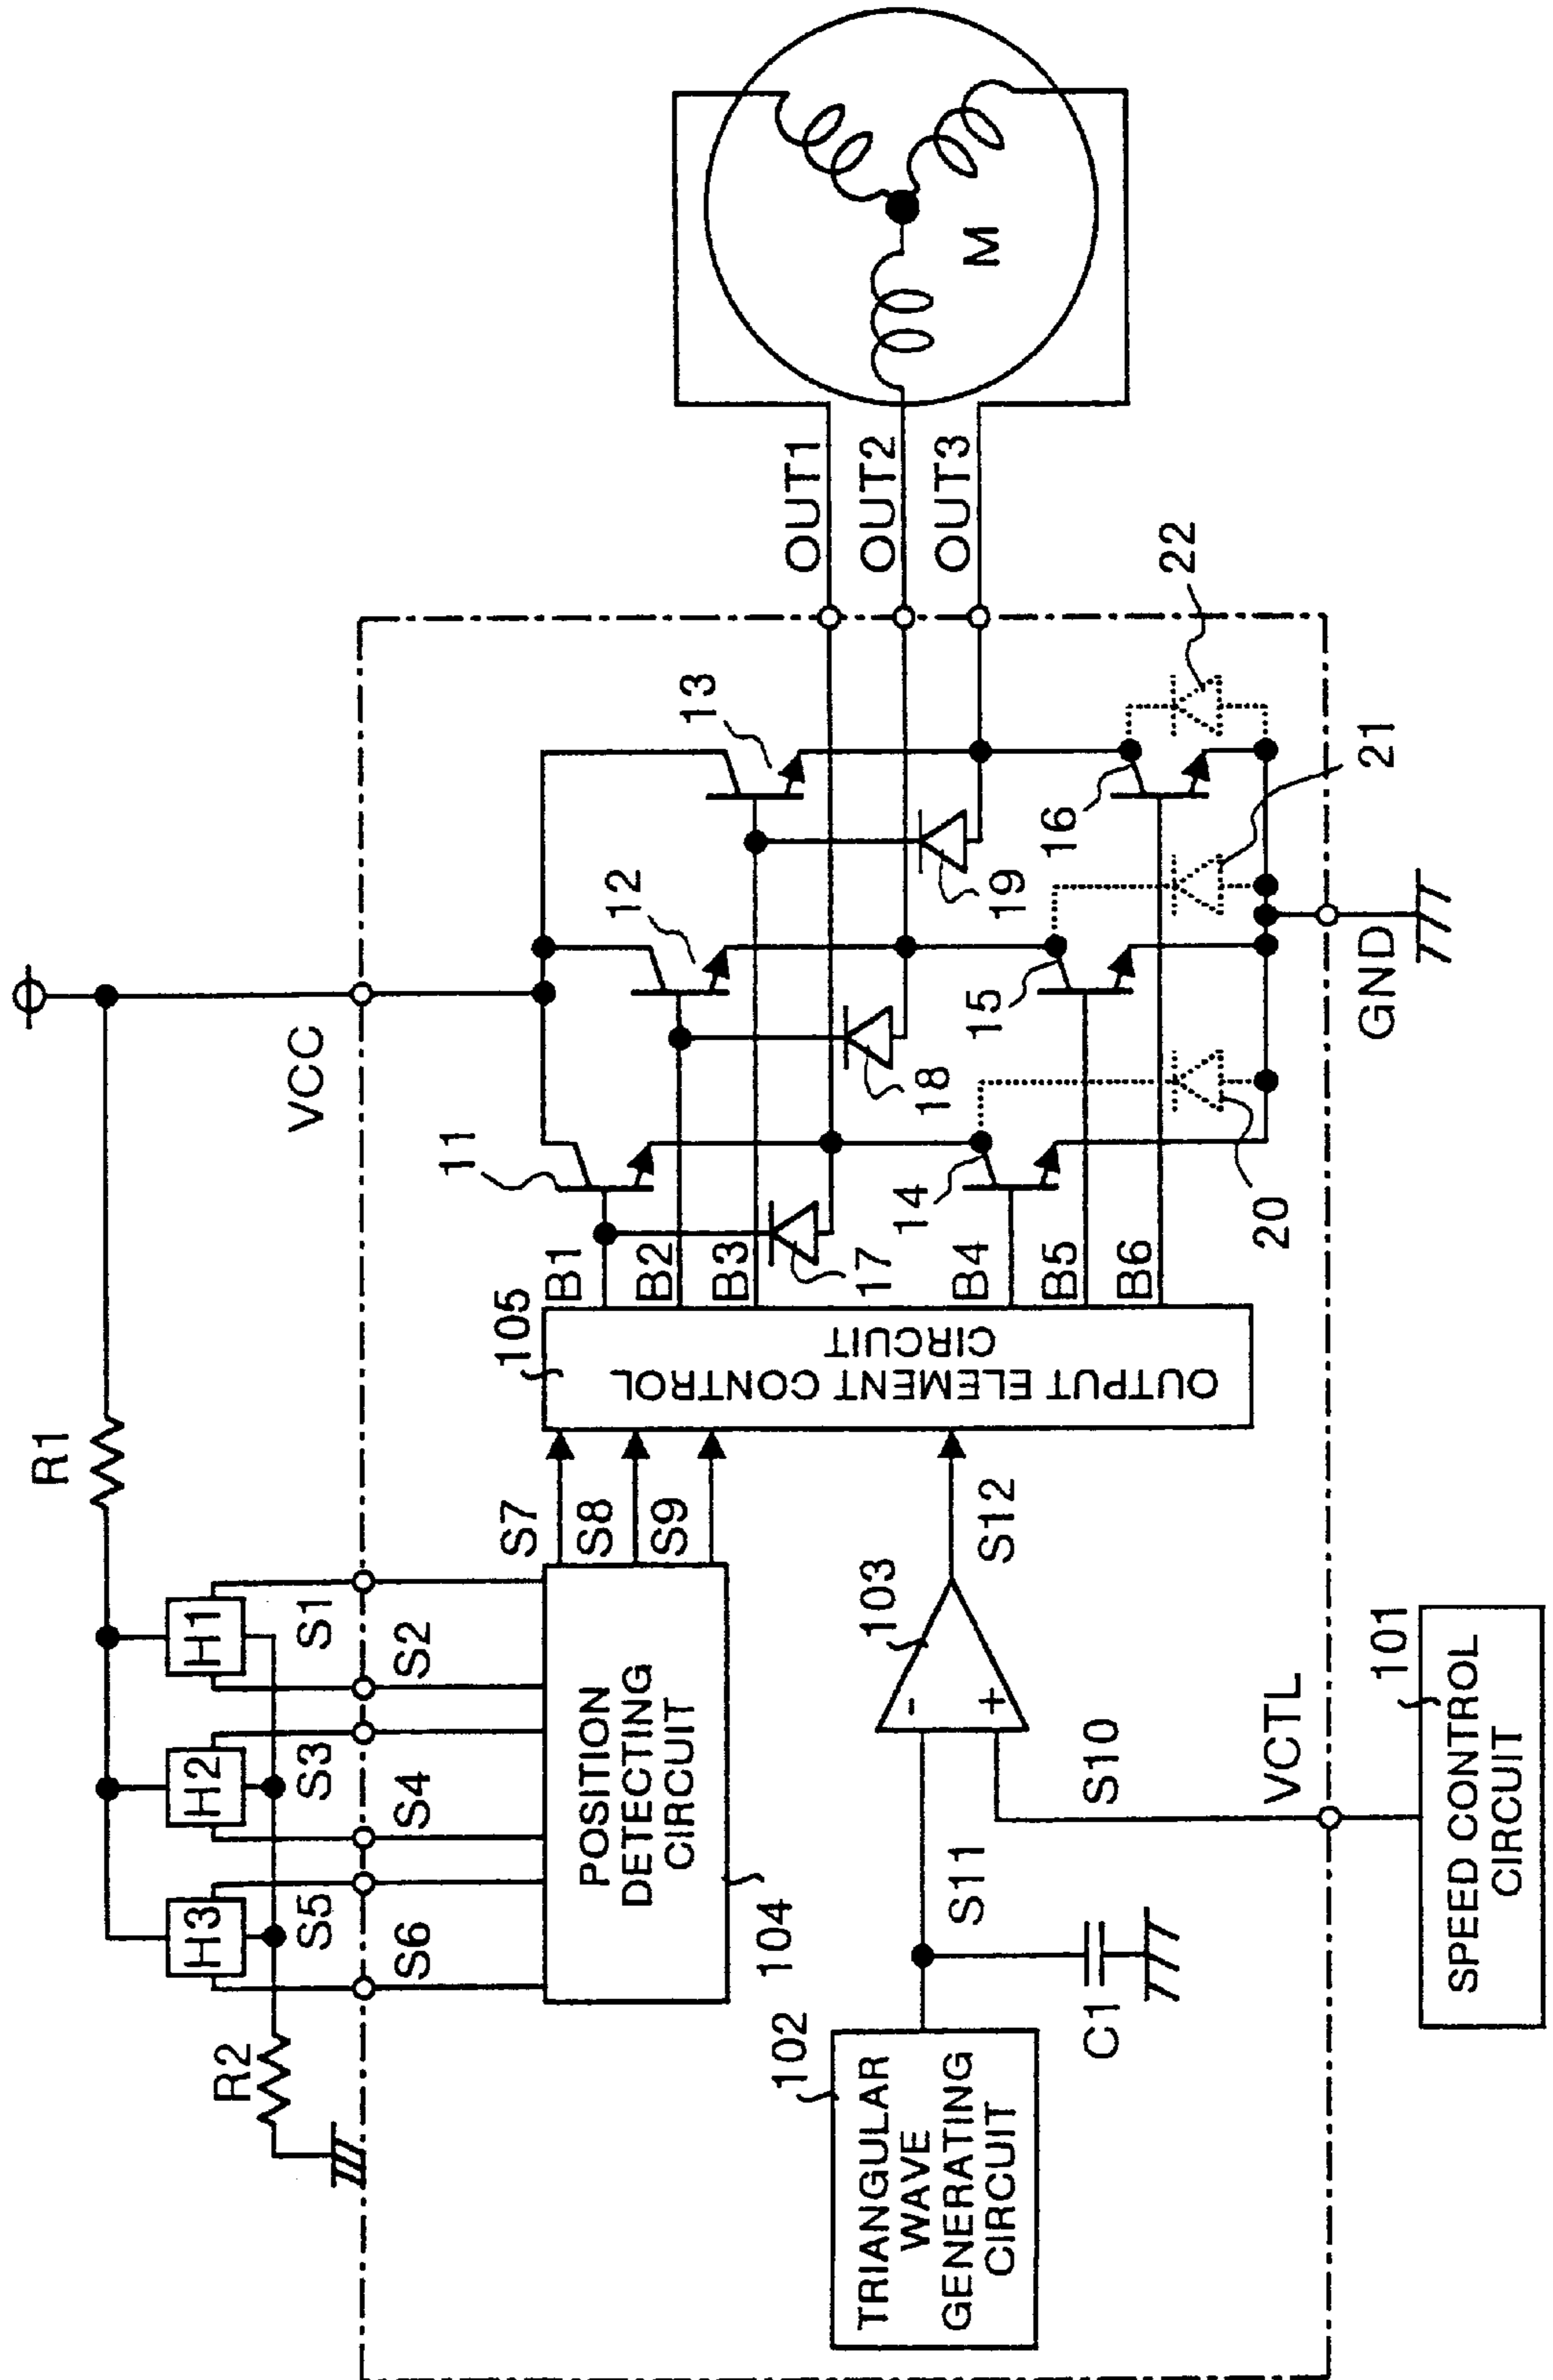 R1
R2
H3
H2
H1
VCC
S6
S5
S4
S3
S2
S1
POSITION
DETECTING
CIRCUIT
104
S7
S8
S9
105
OUTPUT ELEMENT CONTROL
CIRCUIT
B1
B2
B3
B4
B5
B6
11
12
13
17
18
19
14
15
16
20
21
22
OUT1
OUT2
OUT3
M
GND
102
TRIANGULAR
WAVE
GENERATING
CIRCUIT
C1
S11
103
-
+
S12
S10
VCTL
101
SPEED CONTROL
CIRCUIT